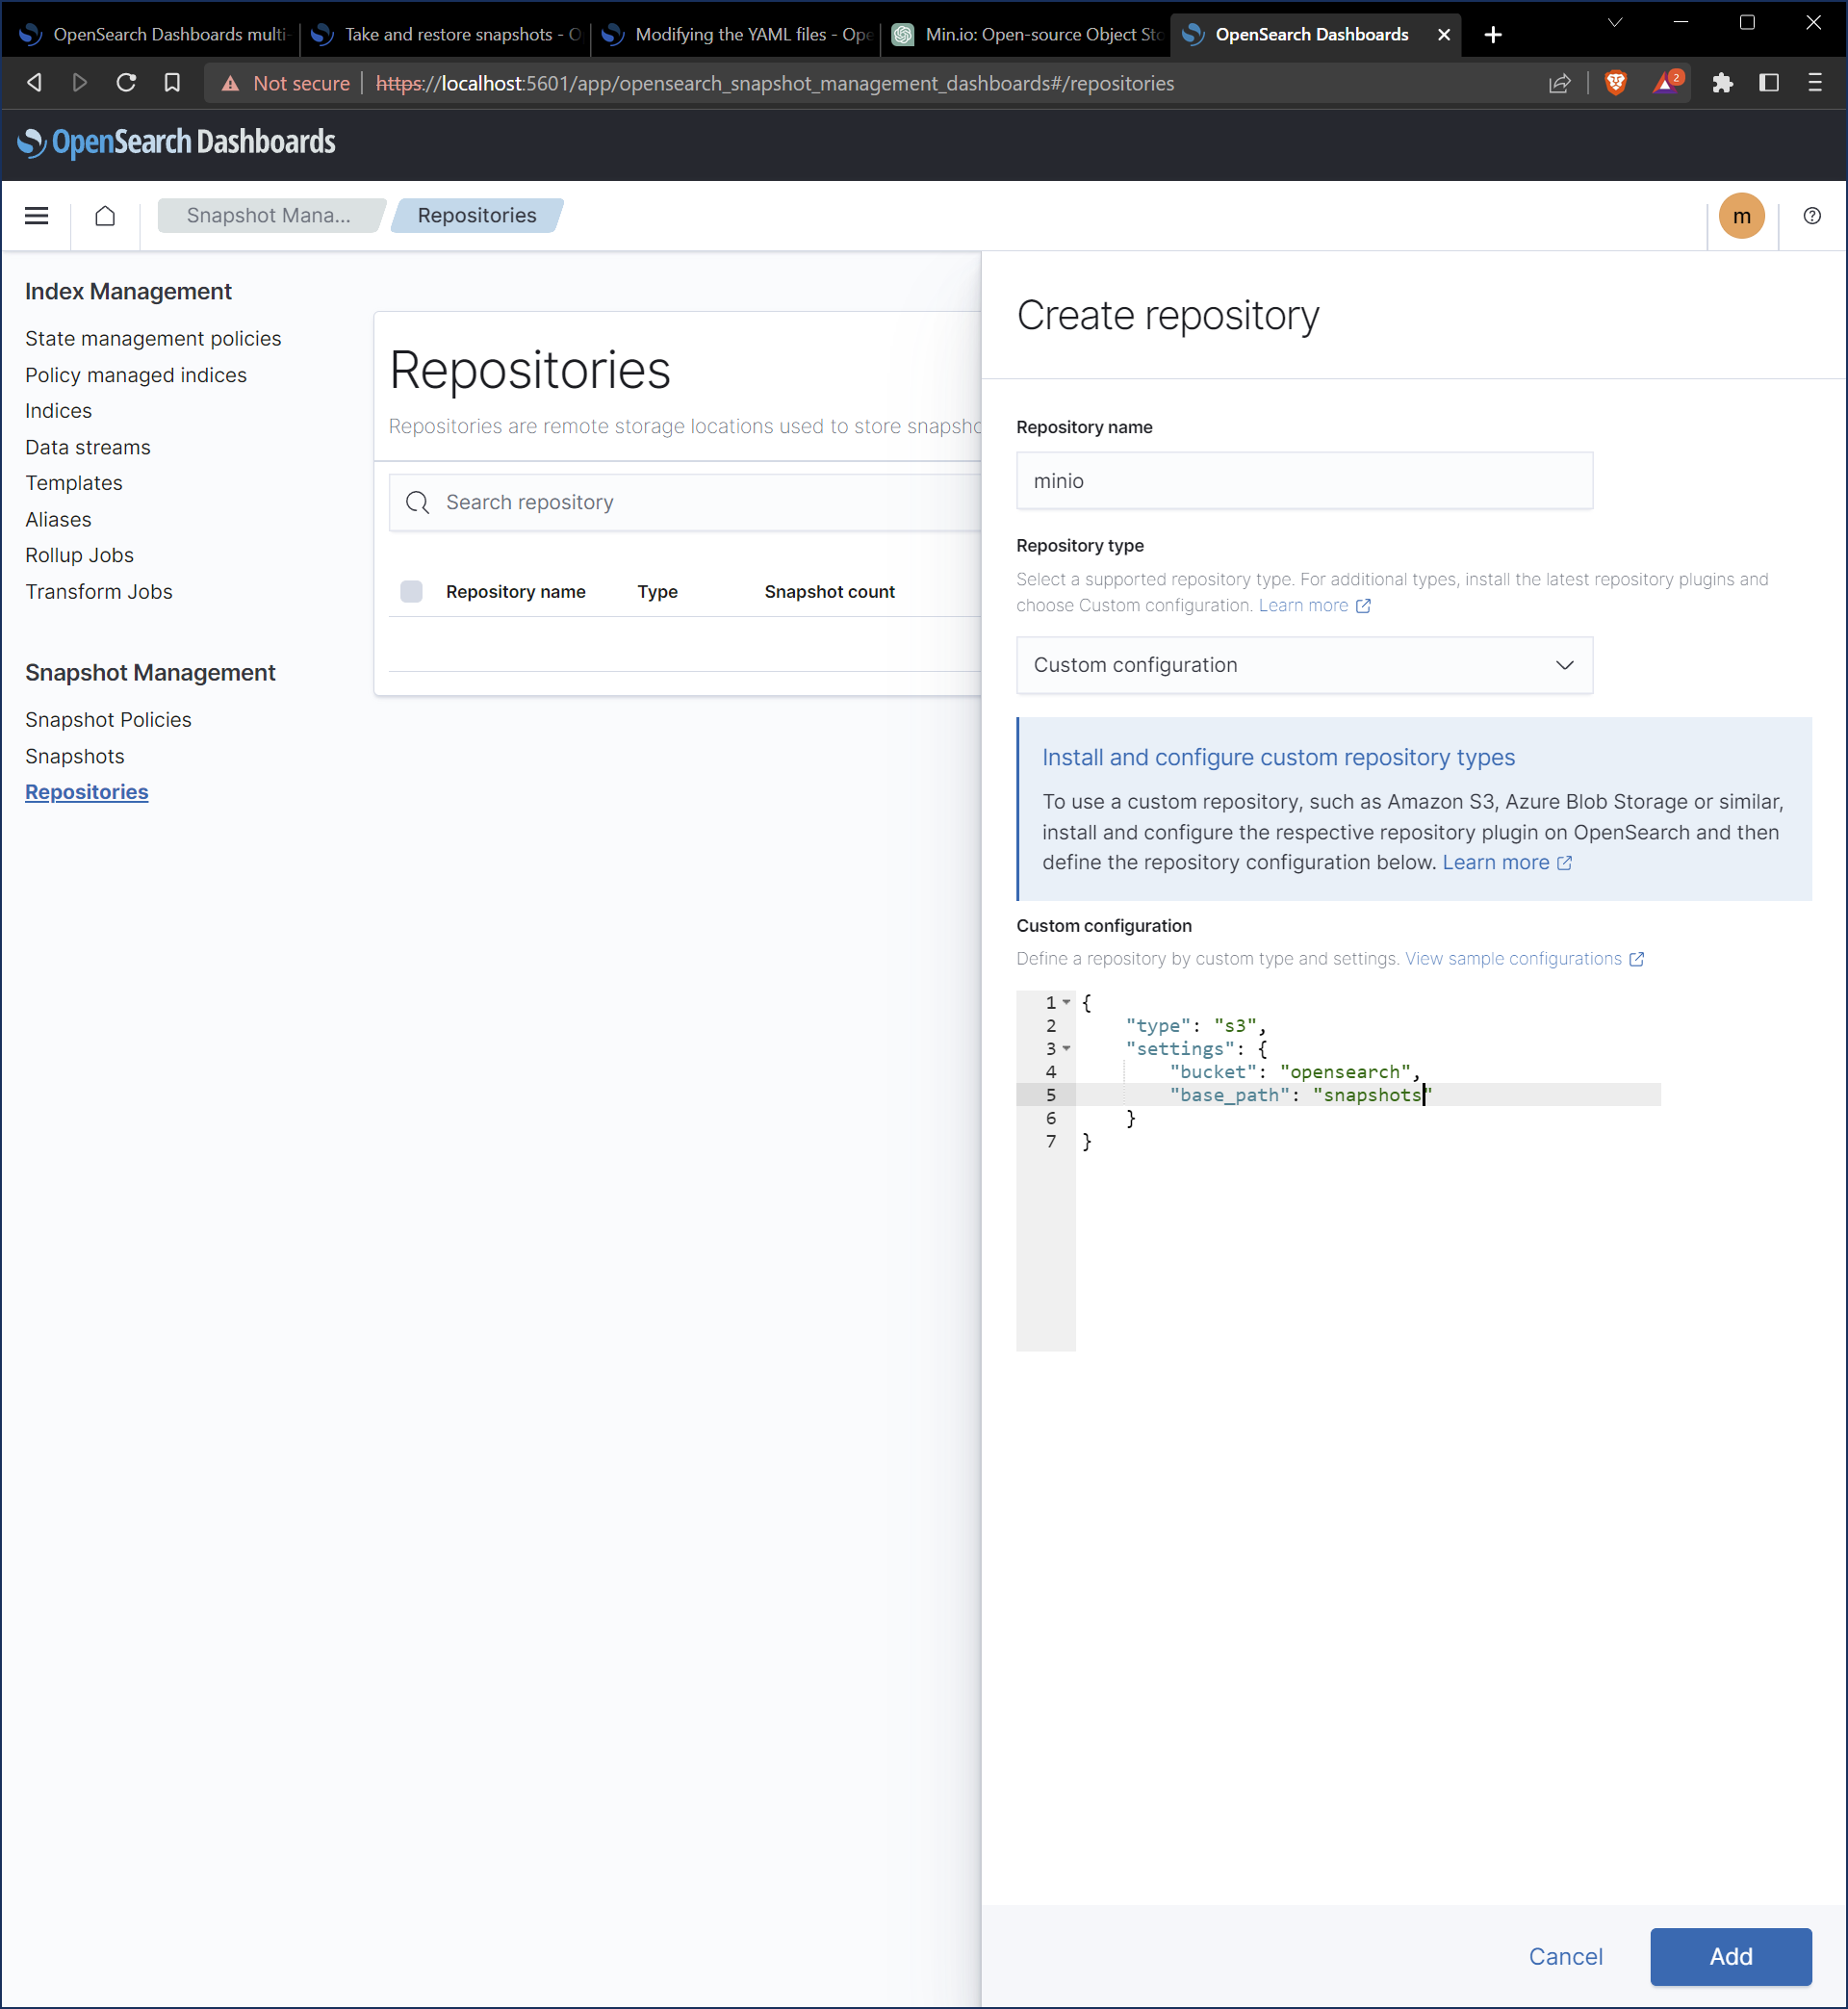 OpenSearch Dashboards multi-
Take and restore snapshots - O
Modifying the YAML files - Ope
Min.io: Open-source Object Sto
OpenSearch Dashboards
Not secure
https://localhost:5601/app/opensearch_snapshot_management_dashboards#/repositories
2
OpenSearch Dashboards
Snapshot Mana...
Repositories
m
Index Management
State management policies
Policy managed indices
Indices
Data streams
Templates
Aliases
Rollup Jobs
Transform Jobs
Snapshot Management
Snapshot Policies
Snapshots
Repositories
Repositories
Repositories are remote storage locations used to store snapsho
Search repository
Repository name Type Snapshot count
Create repository
Repository name
minio
Repository type
Select a supported repository type. For additional types, install the latest repository plugins and
choose Custom configuration. Learn more
Custom configuration
Install and configure custom repository types
To use a custom repository, such as Amazon S3, Azure Blob Storage or similar,
install and configure the respective repository plugin on OpenSearch and then
define the repository configuration below. Learn more
Custom configuration
Define a repository by custom type and settings. View sample configurations
1 {
2 "type": "s3",
3 "settings": {
4 "bucket": "opensearch",
5 "base_path": "snapshots"
6 }
7 }
Cancel
Add